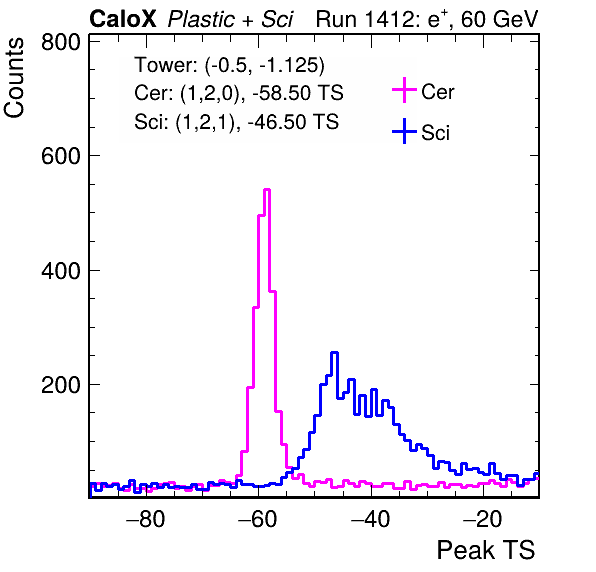 CaloX Plastic + Sci Run 1412: e+, 60 GeV
Counts
800
600
400
200
Tower: (-0.5, -1.125)
Cer: (1,2,0), -58.50 TS
Sci: (1,2,1), -46.50 TS
Cer
Sci
−80 −60 −40 −20
Peak TS